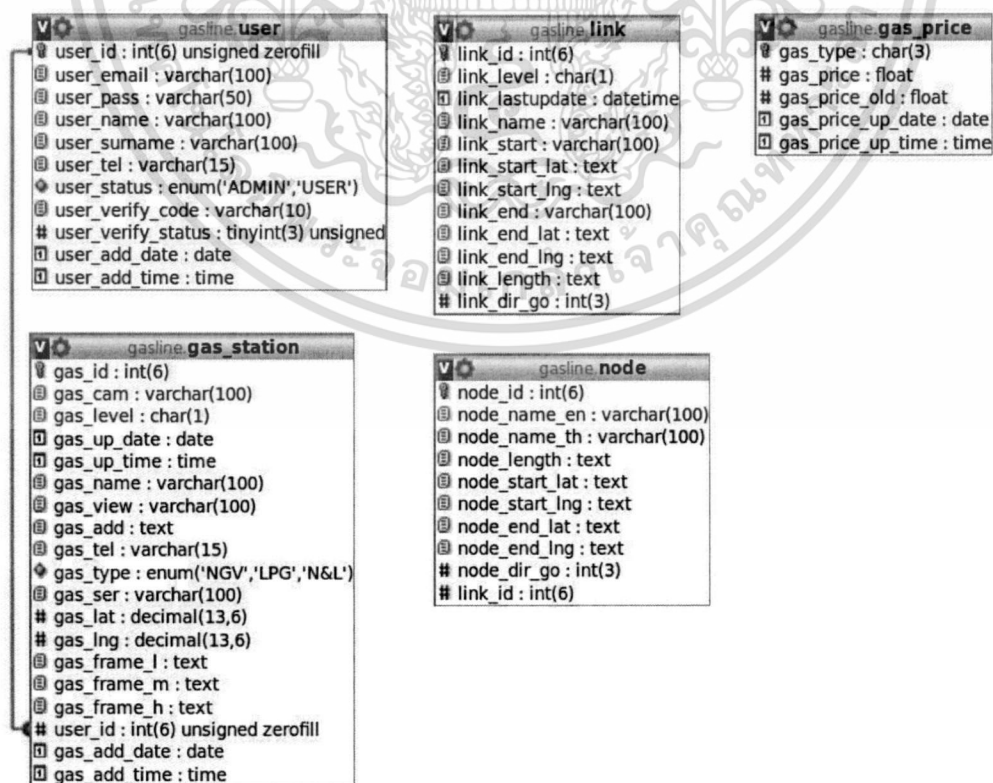 gasline.user
user_id : int(6) unsigned zerofill
user_email : varchar(100)
user_pass : varchar(50)
user_name : varchar(100)
user_surname : varchar(100)
user_tel : varchar(15)
user_status : enum('ADMIN','USER')
user_verify_code : varchar(10)
user_verify_status : tinyint(3) unsigned
user_add_date : date
user_add_time : time
gasline.link
link_id : int(6)
link_level : char(1)
link_lastupdate : datetime
link_name : varchar(100)
link_start : varchar(100)
link_start_lat : text
link_start_lng : text
link_end : varchar(100)
link_end_lat : text
link_end_lng : text
link_length : text
link_dir_go : int(3)
gasline.gas_price
gas_type : char(3)
gas_price : float
gas_price_old : float
gas_price_up_date : date
gas_price_up_time : time
gasline.gas_station
gas_id : int(6)
gas_cam : varchar(100)
gas_level : char(1)
gas_up_date : date
gas_up_time : time
gas_name : varchar(100)
gas_view : varchar(100)
gas_add : text
gas_tel : varchar(15)
gas_type : enum('NGV','LPG','N&L')
gas_ser : varchar(100)
gas_lat : decimal(13,6)
gas_lng : decimal(13,6)
gas_frame_l : text
gas_frame_m : text
gas_frame_h : text
user_id : int(6) unsigned zerofill
gas_add_date : date
gas_add_time : time
gasline.node
node_id : int(6)
node_name_en : varchar(100)
node_name_th : varchar(100)
node_length : text
node_start_lat : text
node_start_lng : text
node_end_lat : text
node_end_lng : text
node_dir_go : int(3)
link_id : int(6)